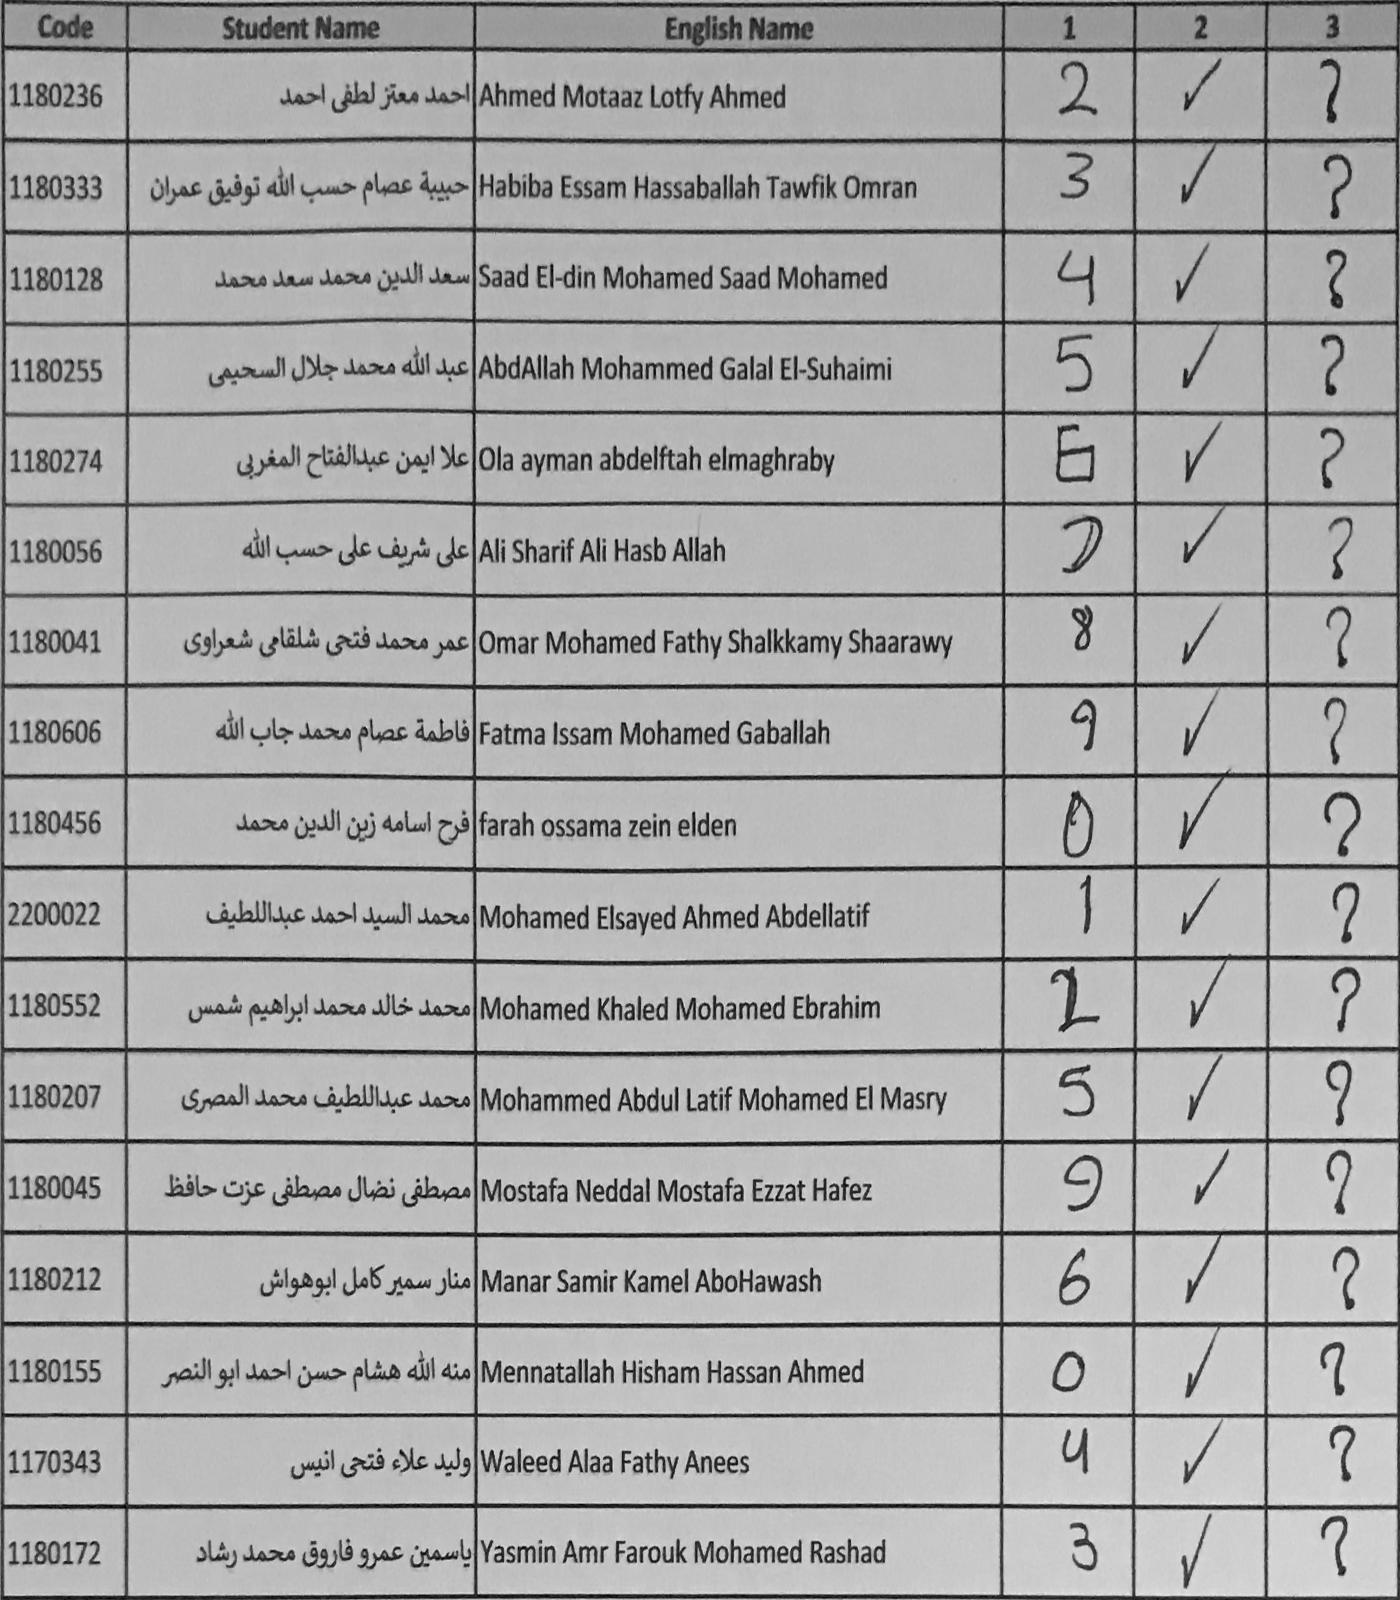 Code Student Name English Name 1 2 3
1180236 احمد معتز لطفى احمد Ahmed Motaaz Lotfy Ahmed 2 ✓ ?
1180333 حبيبة عصام حسب الله توفيق عمران Habiba Essam Hassaballah Tawfik Omran 3 ✓ ?
1180128 سعد الدين محمد سعد محمد Saad El-din Mohamed Saad Mohamed 4 ✓ ?
1180255 عبد الله محمد جلال السحيمى AbdAllah Mohammed Galal El-Suhaimi 5 ✓ ?
1180274 علا ايمن عبدالفتاح المغربى Ola ayman abdelftah elmaghraby 6 ✓ ?
1180056 على شريف على حسب الله Ali Sharif Ali Hasb Allah 7 ✓ ?
1180041 عمر محمد فتحى شلقامى شعراوى Omar Mohamed Fathy Shalkkamy Shaarawy 8 ✓ ?
1180606 فاطمة عصام محمد جاب الله Fatma Issam Mohamed Gaballah 9 ✓ ?
1180456 فرح اسامه زين الدين محمد farah ossama zein elden 0 ✓ ?
2200022 محمد السيد احمد عبداللطيف Mohamed Elsayed Ahmed Abdellatif 1 ✓ ?
1180552 محمد خالد محمد ابراهيم شمس Mohamed Khaled Mohamed Ebrahim 2 ✓ ?
1180207 محمد عبداللطيف محمد المصرى Mohammed Abdul Latif Mohamed El Masry 5 ✓ ?
1180045 مصطفى نضال مصطفى عزت حافظ Mostafa Neddal Mostafa Ezzat Hafez 9 ✓ ?
1180212 منار سمير كامل ابوهواش Manar Samir Kamel AboHawash 6 ✓ ?
1180155 منه الله هشام حسن احمد ابو النصر Mennatallah Hisham Hassan Ahmed 0 ✓ ?
1170343 وليد علاء فتحى انيس Waleed Alaa Fathy Anees 4 ✓ ?
1180172 ياسمين عمرو فاروق محمد رشاد Yasmin Amr Farouk Mohamed Rashad 3 ✓ ?